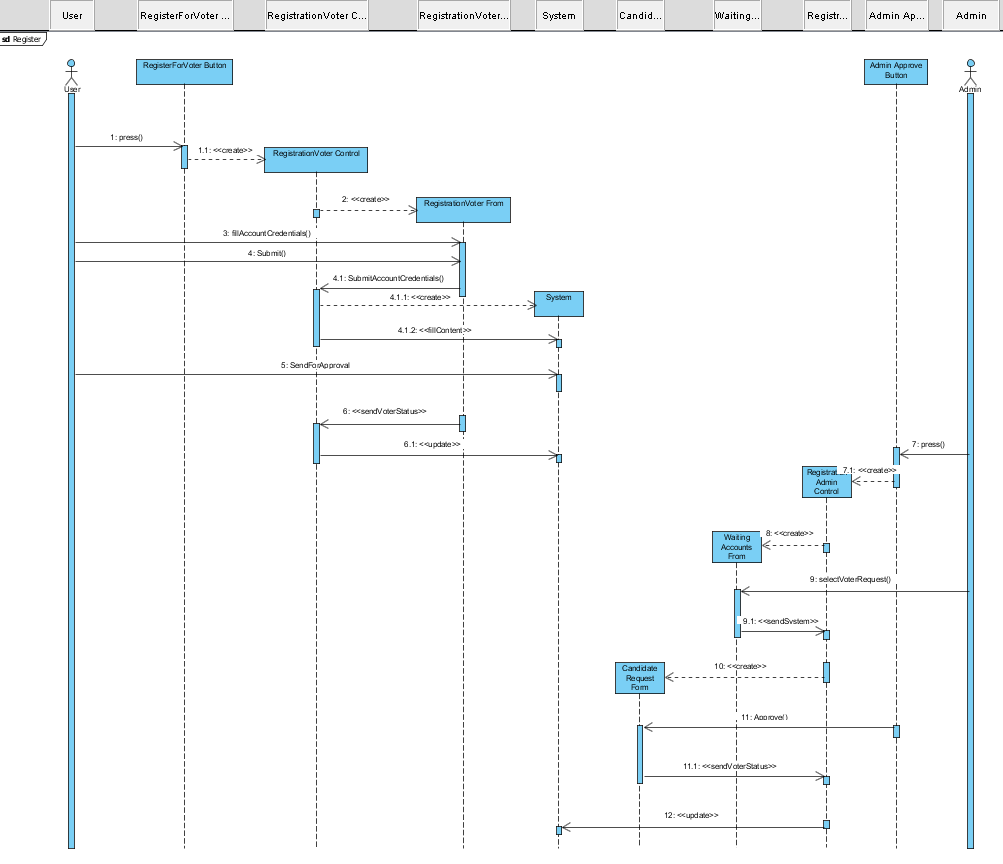 User
RegisterForVoter ...
RegistrationVoter C...
RegistrationVoter...
System
Candid...
Waiting...
Registr...
Admin Ap...
Admin
sd Register
User
RegisterForVoter Button
Admin Approve
Button
Admin
1: press()
1.1: <<create>>
RegistrationVoter Control
2: <<create>>
RegistrationVoter From
3: fillAccountCredentials()
4: Submit()
4.1: SubmitAccountCredentials()
4.1.1: <<create>>
System
4.1.2: <<fillContent>>
5: SendForApproval
6: <<sendVoterStatus>>
6.1: <<update>>
7: press()
7.1: <<create>>
Registrat
Admin
Control
8: <<create>>
Waiting
Accounts
From
9: selectVoterRequest()
9.1: <<sendSystem>>
10: <<create>>
Candidate
Request
Form
11: Approve()
11.1: <<sendVoterStatus>>
12: <<update>>